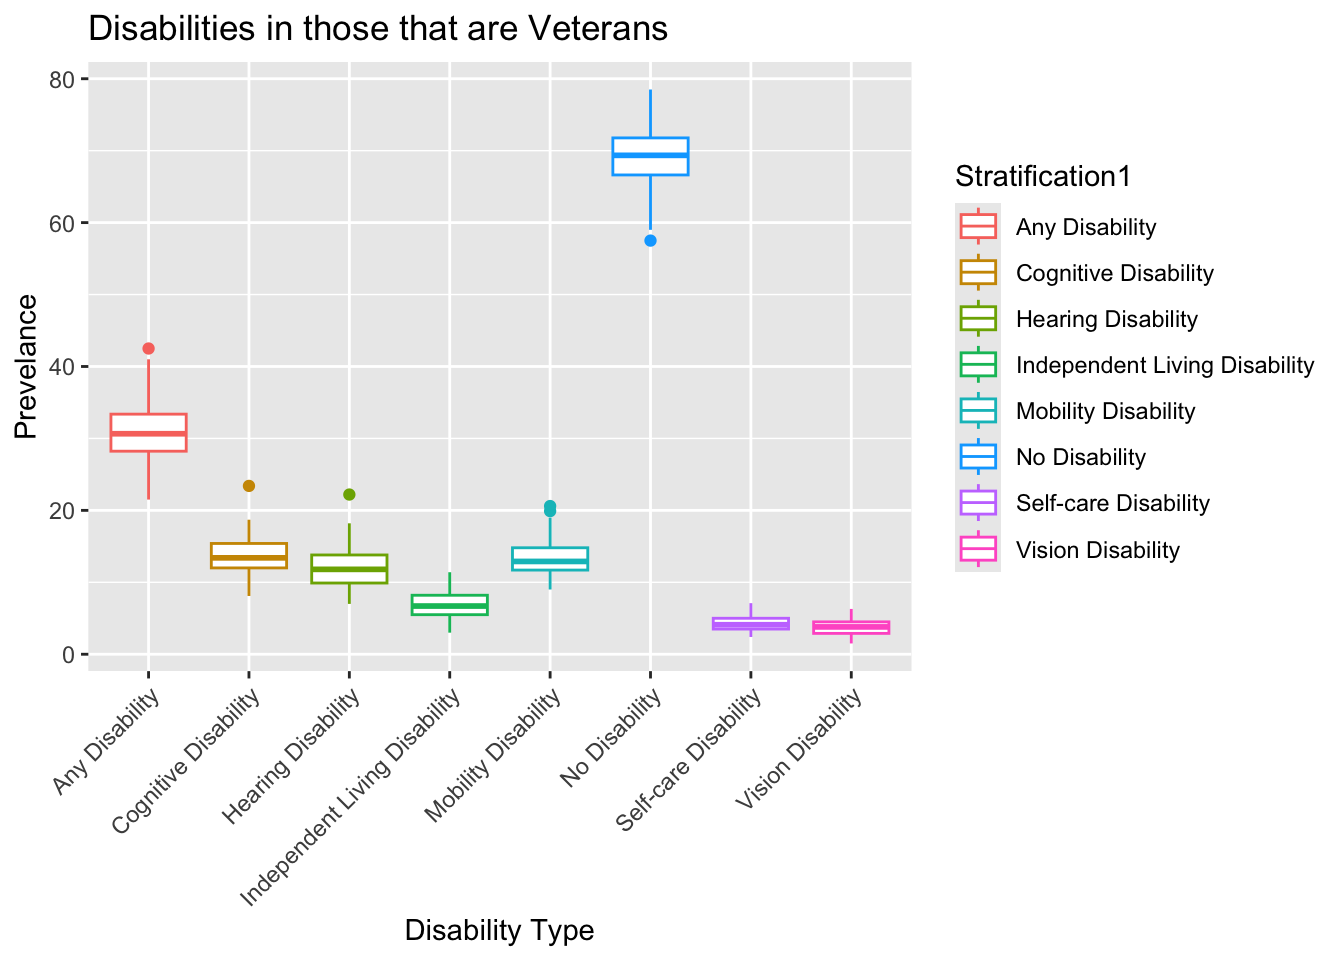 Disabilities in those that are Veterans
80
60
40
20
0
Prevelance
Any Disability
Cognitive Disability
Hearing Disability
Independent Living Disability
Mobility Disability
No Disability
Self-care Disability
Vision Disability
Disability Type
Stratification1
Any Disability
Cognitive Disability
Hearing Disability
Independent Living Disability
Mobility Disability
No Disability
Self-care Disability
Vision Disability